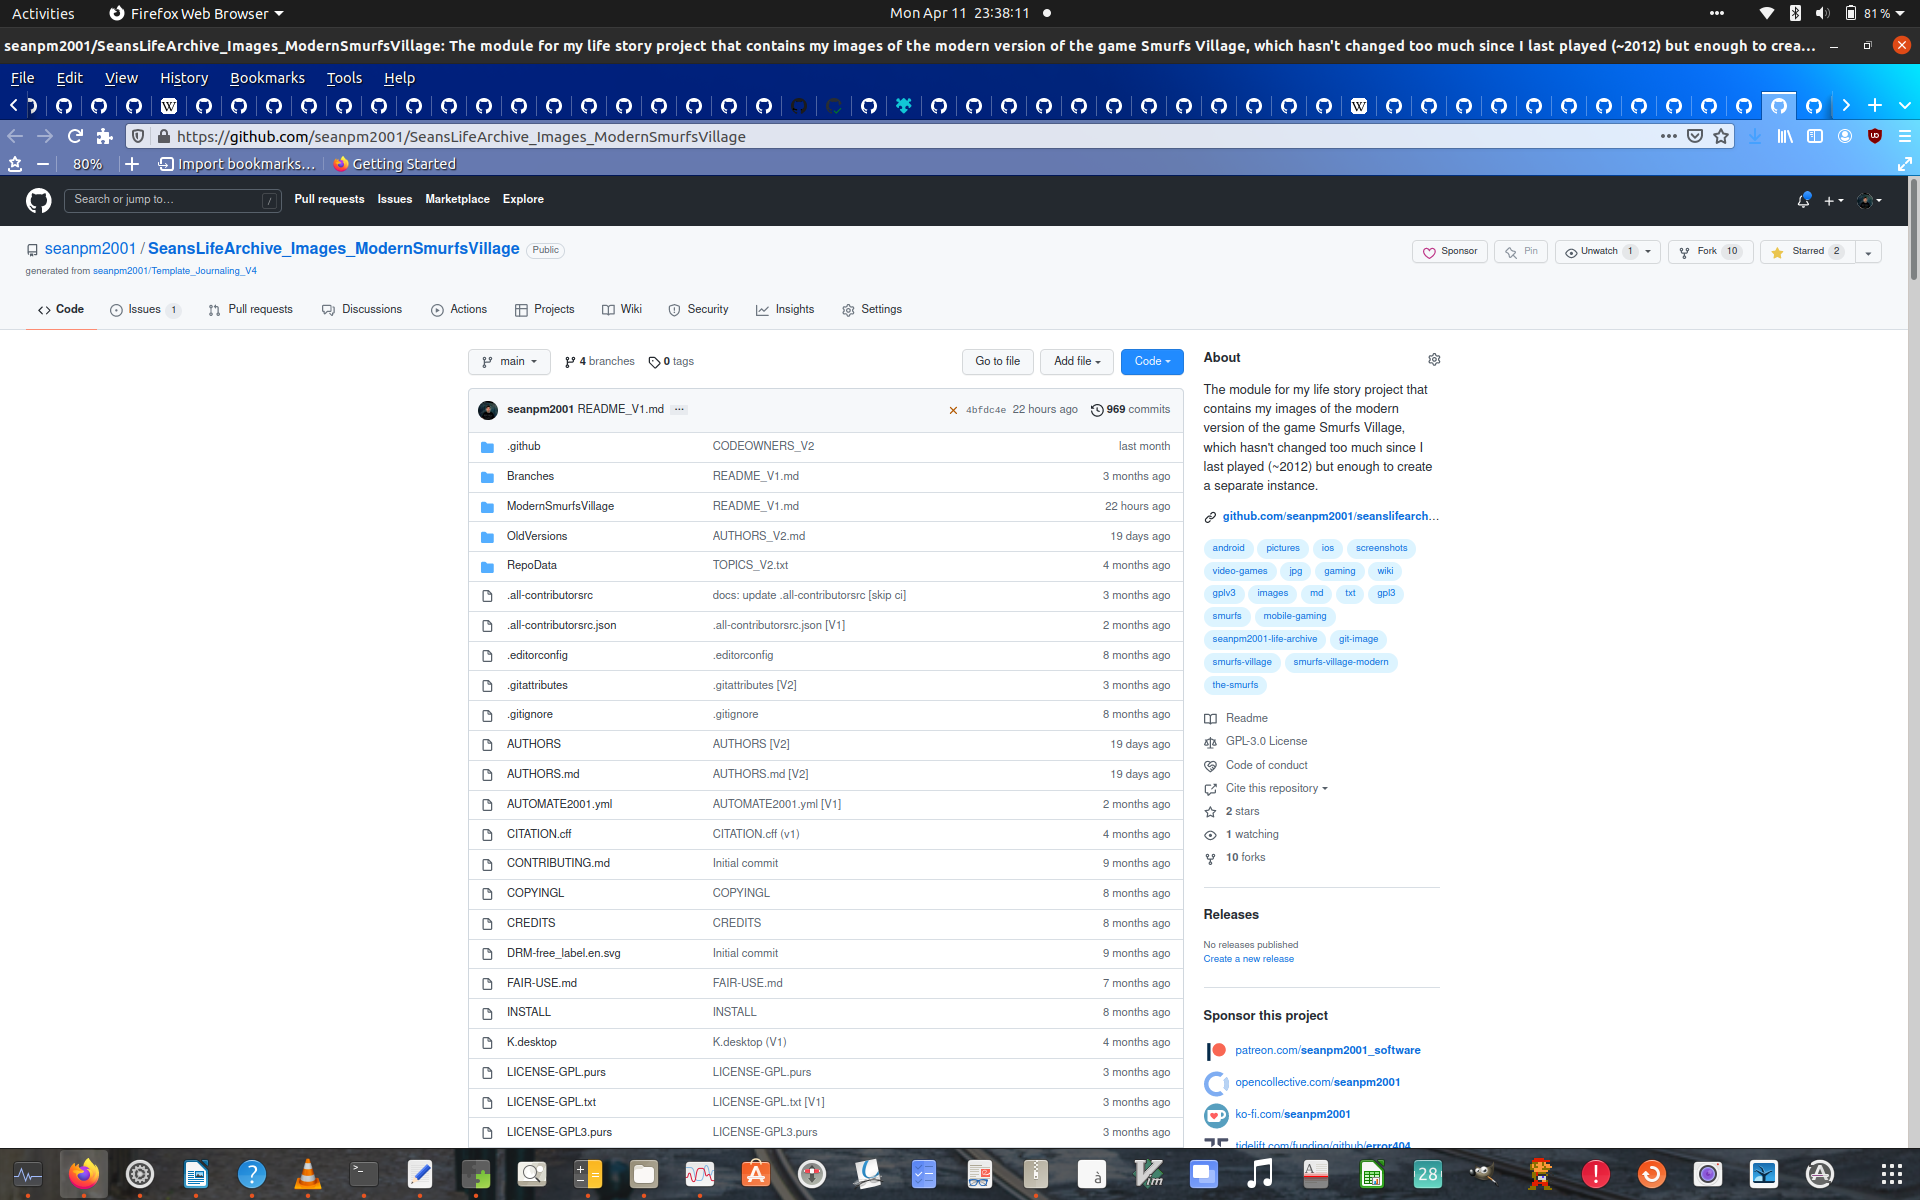 Activities
Firefox Web Browser
Mon Apr 11 23:38:11
81 %
seanpm2001/SeansLifeArchive_Images_ModernSmurfsVillage: The module for my life story project that contains my images of the modern version of the game Smurfs Village, which hasn't changed too much since I last played (~2012) but enough to crea...
File Edit View History Bookmarks Tools Help
https://github.com/seanpm2001/SeansLifeArchive_Images_ModernSmurfsVillage
80%
Import bookmarks...
Getting Started
Search or jump to...
/
Pull requests Issues Marketplace Explore
seanpm2001 / SeansLifeArchive_Images_ModernSmurfsVillage Public
Sponsor
Pin
Unwatch 1
Fork 10
Starred 2
generated from seanpm2001/Template_Journaling_V4
Code
Issues 1
Pull requests
Discussions
Actions
Projects
Wiki
Security
Insights
Settings
main
4 branches
0 tags
Go to file
Add file
Code
seanpm2001 README_V1.md ...
4bfdc4e 22 hours ago 969 commits
.github CODEOWNERS_V2 last month
Branches README_V1.md 3 months ago
ModernSmurfsVillage README_V1.md 22 hours ago
OldVersions AUTHORS_V2.md 19 days ago
RepoData TOPICS_V2.txt 4 months ago
.all-contributorsrc docs: update .all-contributorsrc [skip ci] 3 months ago
.all-contributorsrc.json .all-contributorsrc.json [V1] 2 months ago
.editorconfig .editorconfig 8 months ago
.gitattributes .gitattributes [V2] 3 months ago
.gitignore .gitignore 8 months ago
AUTHORS AUTHORS [V2] 19 days ago
AUTHORS.md AUTHORS.md [V2] 19 days ago
AUTOMATE2001.yml AUTOMATE2001.yml [V1] 2 months ago
CITATION.cff CITATION.cff (v1) 4 months ago
CONTRIBUTING.md Initial commit 9 months ago
COPYINGL COPYINGL 8 months ago
CREDITS CREDITS 8 months ago
DRM-free_label.en.svg Initial commit 9 months ago
FAIR-USE.md FAIR-USE.md 7 months ago
INSTALL INSTALL 8 months ago
K.desktop K.desktop (V1) 4 months ago
LICENSE-GPL.purs LICENSE-GPL.purs 3 months ago
LICENSE-GPL.txt LICENSE-GPL.txt [V1] 3 months ago
LICENSE-GPL3.purs LICENSE-GPL3.purs 3 months ago
About
The module for my life story project that
contains my images of the modern
version of the game Smurfs Village,
which hasn't changed too much since I
last played (~2012) but enough to create
a separate instance.
github.com/seanpm2001/seanslifearch...
android pictures ios screenshots
video-games jpg gaming wiki
gplv3 images md txt gpl3
smurfs mobile-gaming
seanpm2001-life-archive git-image
smurfs-village smurfs-village-modern
the-smurfs
Readme
GPL-3.0 License
Code of conduct
Cite this repository
2 stars
1 watching
10 forks
Releases
No releases published
Create a new release
Sponsor this project
patreon.com/seanpm2001_software
opencollective.com/seanpm2001
ko-fi.com/seanpm2001
tidelift.com/funding/github/error404
28